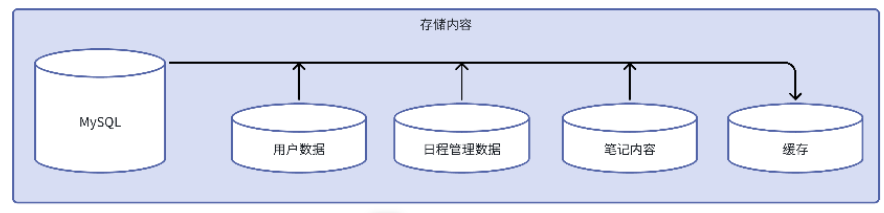 存储内容
MySQL
用户数据
日程管理数据
笔记内容
缓存